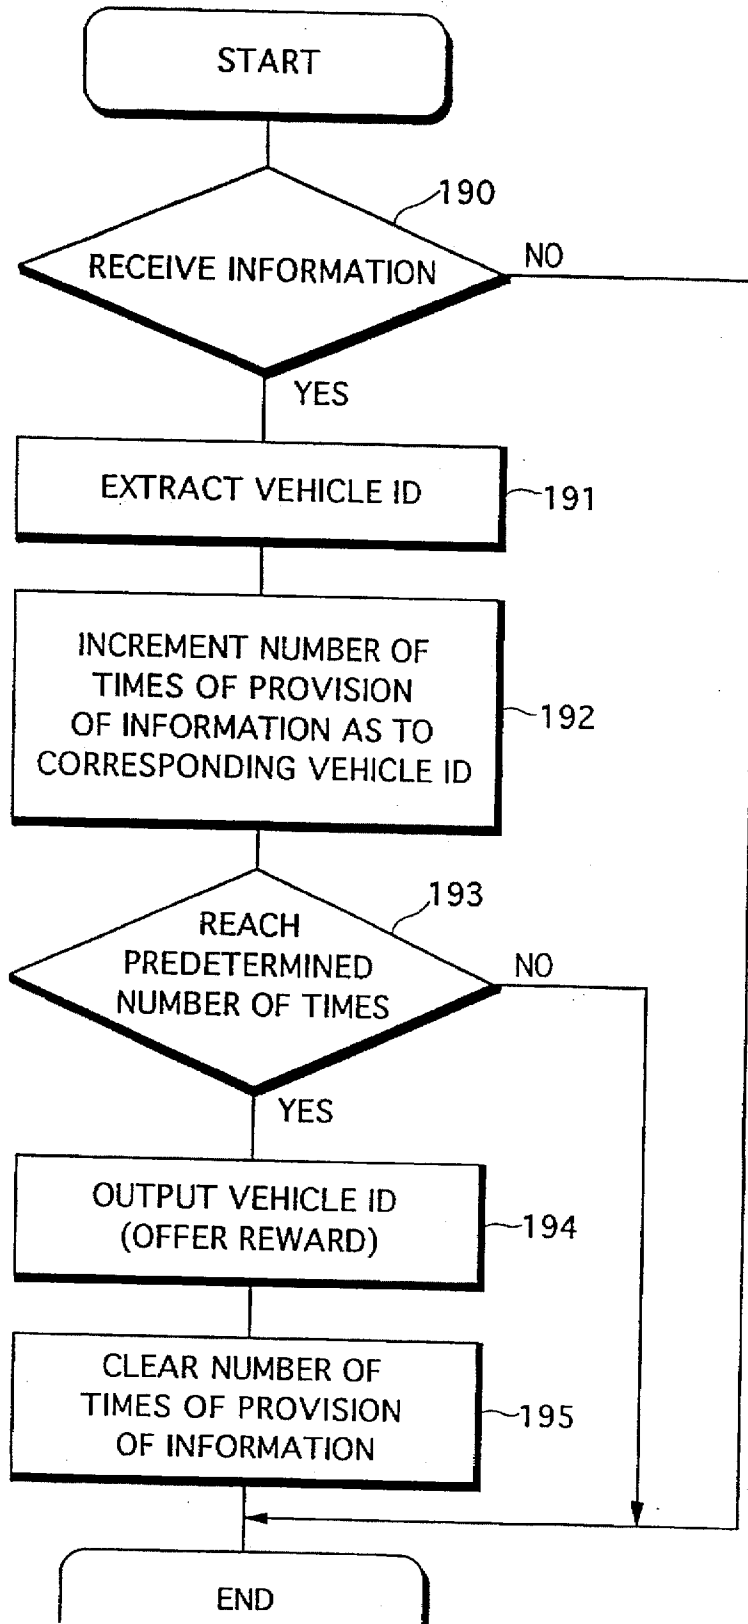 START
190
RECEIVE INFORMATION
NO
YES
EXTRACT VEHICLE ID
191
INCREMENT NUMBER OF
TIMES OF PROVISION
OF INFORMATION AS TO
CORRESPONDING VEHICLE ID
192
193
REACH
PREDETERMINED
NUMBER OF TIMES
NO
YES
OUTPUT VEHICLE ID
(OFFER REWARD)
194
CLEAR NUMBER OF
TIMES OF PROVISION
OF INFORMATION
195
END